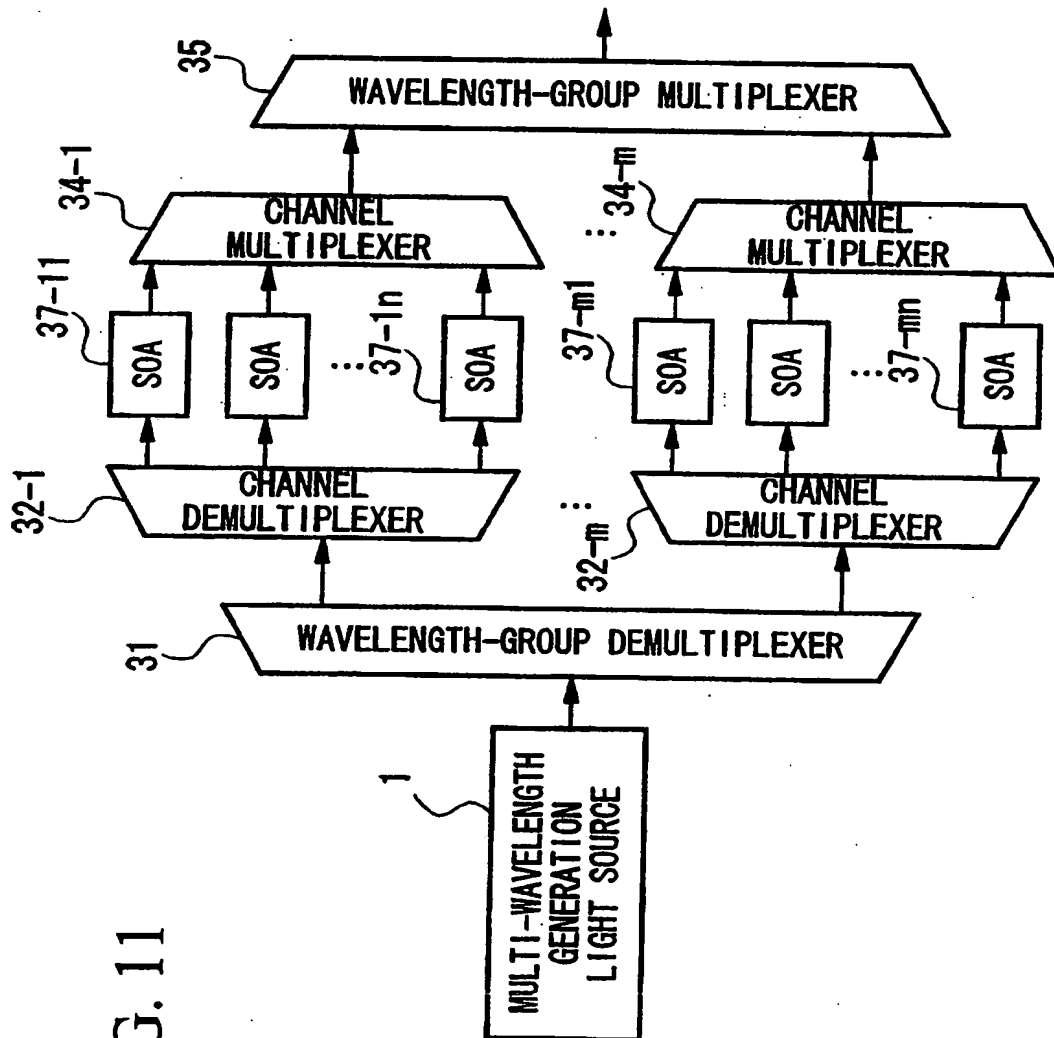 G. 11
1
MULTI-WAVELENGTH
GENERATION
LIGHT SOURCE
31
WAVELENGTH-GROUP DEMULTIPLEXER
32-1
CHANNEL
DEMULTIPLEXER
...
32-m
CHANNEL
DEMULTIPLEXER
37-11
SOA
SOA
...
37-1n
SOA
37-m1
SOA
SOA
...
37-mn
SOA
34-1
CHANNEL
MULTIPLEXER
...
34-m
CHANNEL
MULTIPLEXER
35
WAVELENGTH-GROUP MULTIPLEXER